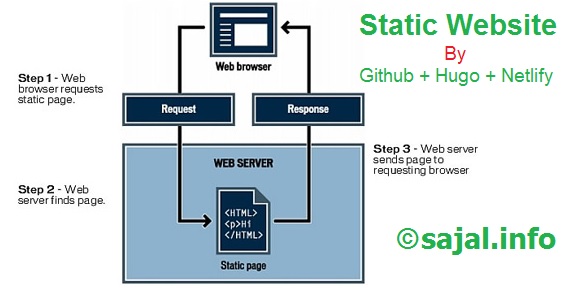 Static Website
By
Github + Hugo + Netlify
Web browser
Step 1 - Web
browser requests
static page.
Request
Response
WEB SERVER
Step 3 - Web server
sends page to
requesting browser
Step 2 - Web
server finds page.
<HTML>
<p>Hi
</HTML>
Static page
©sajal.info